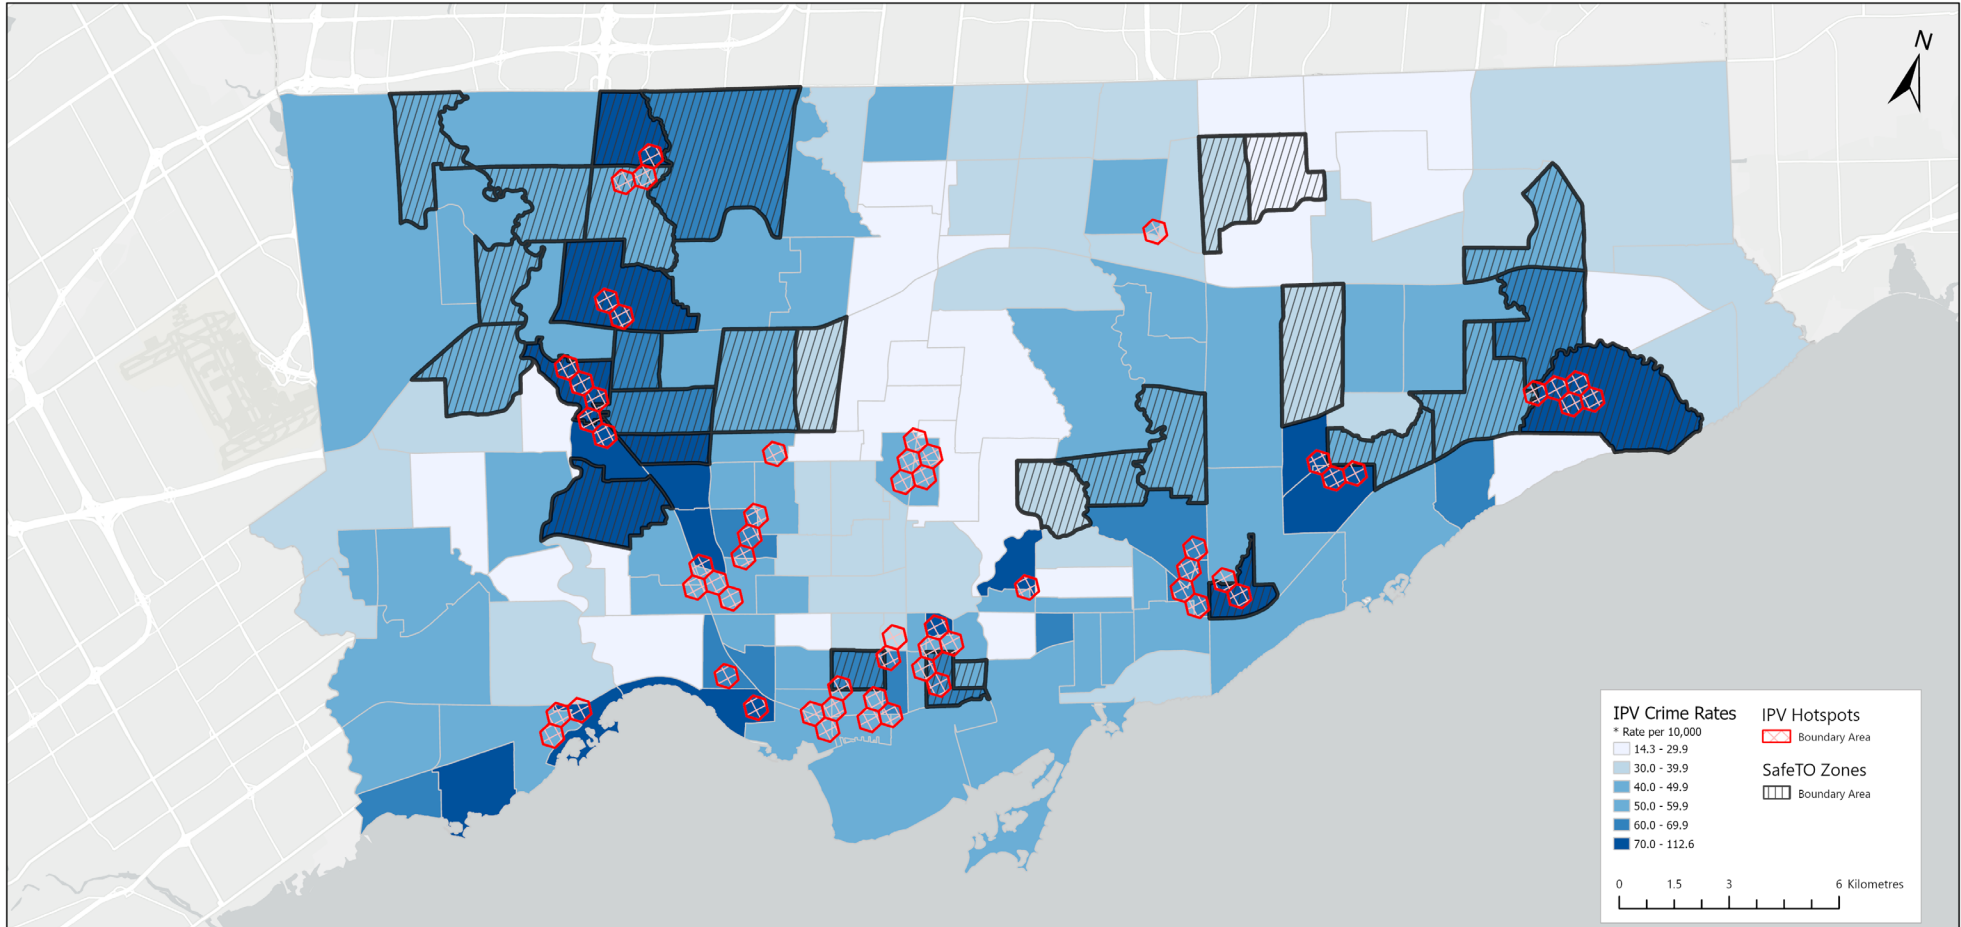 N
IPV Crime Rates
* Rate per 10,000
14.3 - 29.9
30.0 - 39.9
40.0 - 49.9
50.0 - 59.9
60.0 - 69.9
70.0 - 112.6
IPV Hotspots
Boundary Area
SafeTO Zones
Boundary Area
0 1.5 3 6 Kilometres